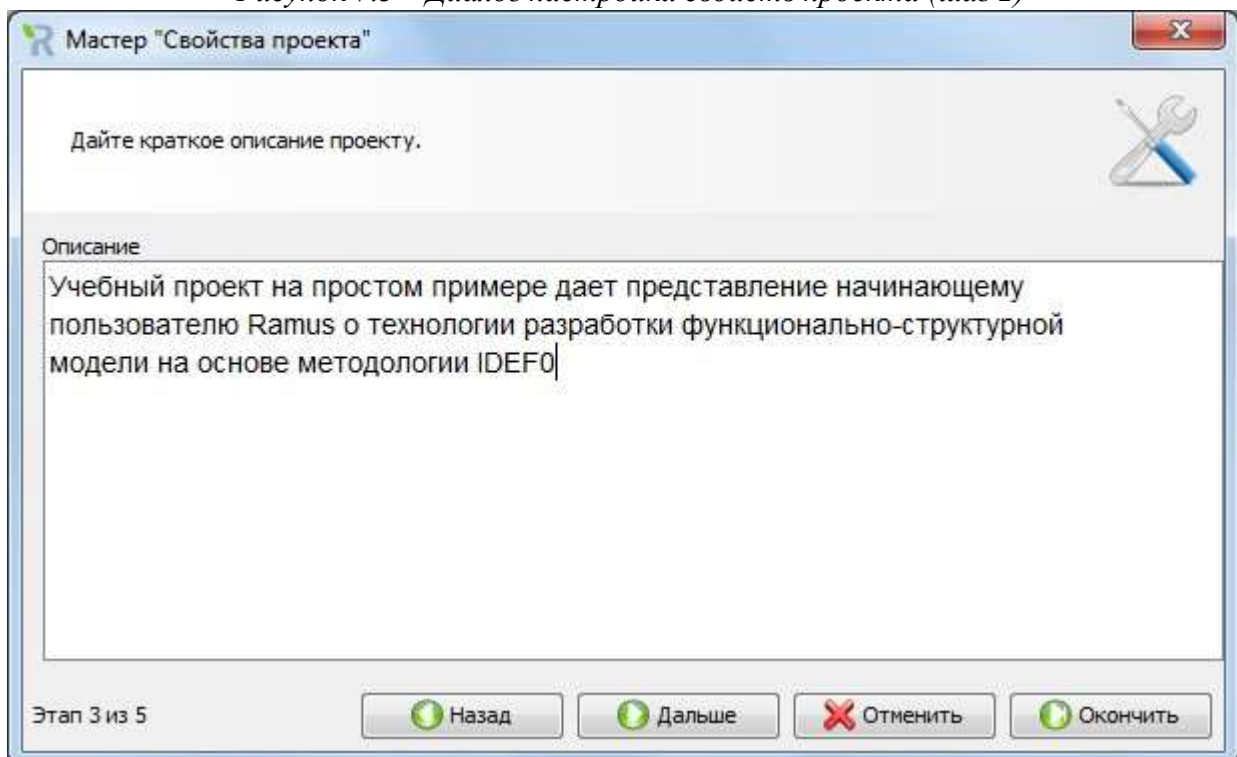 Мастер "Свойства проекта"
Дайте краткое описание проекту.
Описание
Учебный проект на простом примере дает представление начинающему
пользователю Ramus о технологии разработки функционально-структурной
модели на основе методологии IDEF0
Этап 3 из 5
Назад
Дальше
Отменить
Окончить